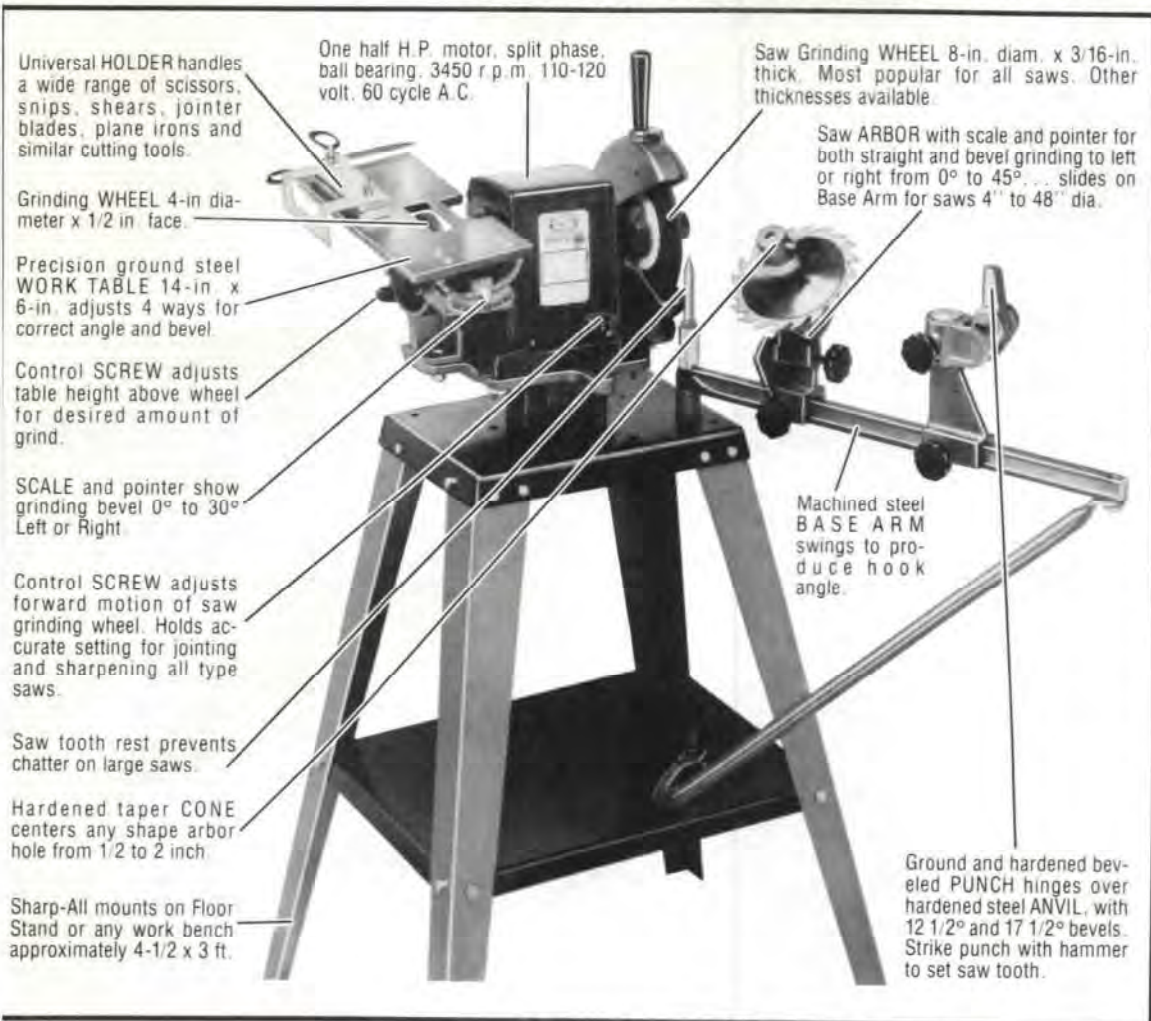 Universal HOLDER handles
a wide range of scissors,
snips, shears, jointer
blades, plane irons and
similar cutting tools.
Grinding WHEEL 4-in dia-
meter x 1/2 in face.
Precision ground steel
WORK TABLE 14-in. x
6-in. adjusts 4 ways for
correct angle and bevel.
Control SCREW adjusts
table height above wheel
for desired amount of
grind.
SCALE and pointer show
grinding bevel 0° to 30°
Left or Right.
Control SCREW adjusts
forward motion of saw
grinding wheel. Holds ac-
curate setting for jointing
and sharpening all type
saws.
Saw tooth rest prevents
chatter on large saws.
Hardened taper CONE
centers any shape arbor
hole from 1/2 to 2 inch.
Sharp-All mounts on Floor
Stand or any work bench
approximately 4-1/2 x 3 ft.
One half H.P. motor, split phase,
ball bearing, 3450 r.p.m. 110-120
volt, 60 cycle A.C.
Saw Grinding WHEEL 8-in. diam. x 3/16-in.
thick. Most popular for all saws. Other
thicknesses available.
Saw ARBOR with scale and pointer for
both straight and bevel grinding to left
or right from 0° to 45°... slides on
Base Arm for saws 4'' to 48'' dia.
Machined steel
BASE ARM
swings to pro-
duce hook
angle.
Ground and hardened bev-
eled PUNCH hinges over
hardened steel ANVIL, with
12 1/2° and 17 1/2° bevels.
Strike punch with hammer
to set saw tooth.